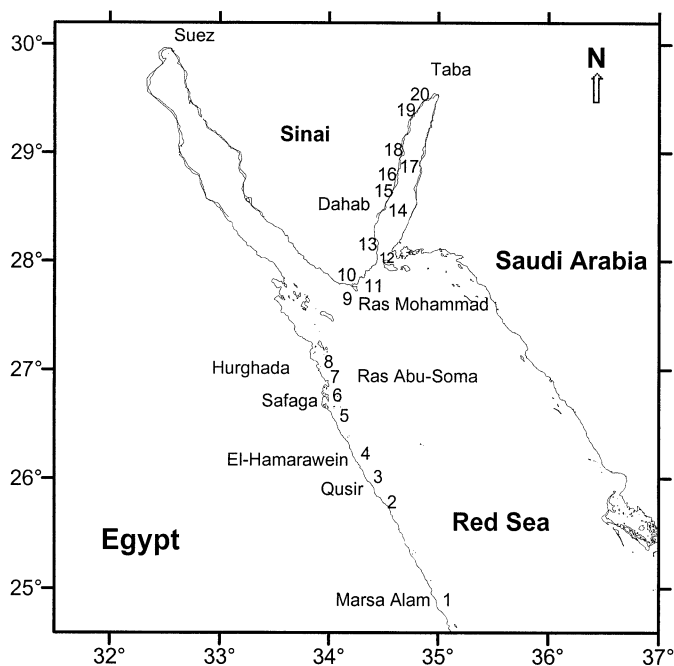 30°
Suez
N
Taba
20
19
Sinai
29°
18
17
16
15
Dahab
14
13
28°
12
Saudi Arabia
10
11
9
Ras Mohammad
27°
Hurghada
8
7
Ras Abu-Soma
6
Safaga
5
4
El-Hamarawein
26°
3
Qusir
2
Red Sea
Egypt
25°
Marsa Alam 1
32° 33° 34° 35° 36° 37°